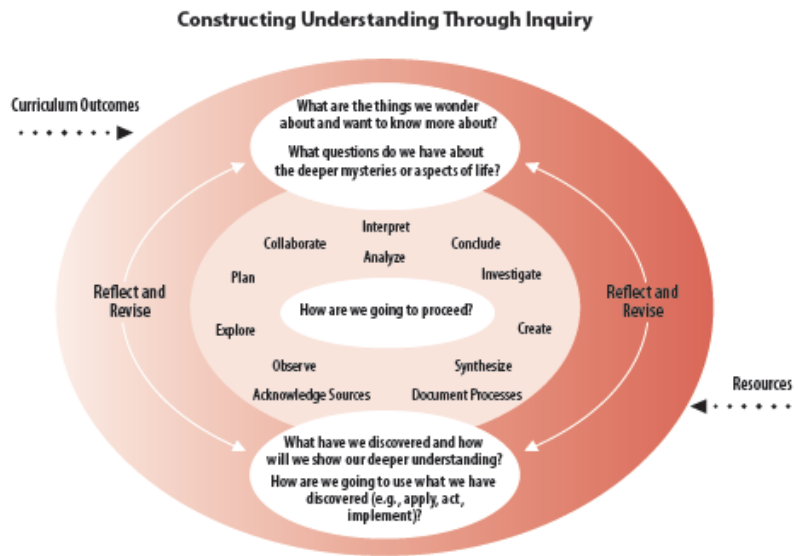 Constructing Understanding Through Inquiry
Curriculum Outcomes
What are the things we wonder
about and want to know more about?
What questions do we have about
the deeper mysteries or aspects of life?
Interpret
Collaborate
Conclude
Analyze
Plan
Investigate
Reflect and
Revise
How are we going to proceed?
Reflect and
Revise
Explore
Create
Observe
Synthesize
Acknowledge Sources
Document Processes
Resources
What have we discovered and how
will we show our deeper understanding?
How are we going to use what we have
discovered (e.g., apply, act,
implement)?